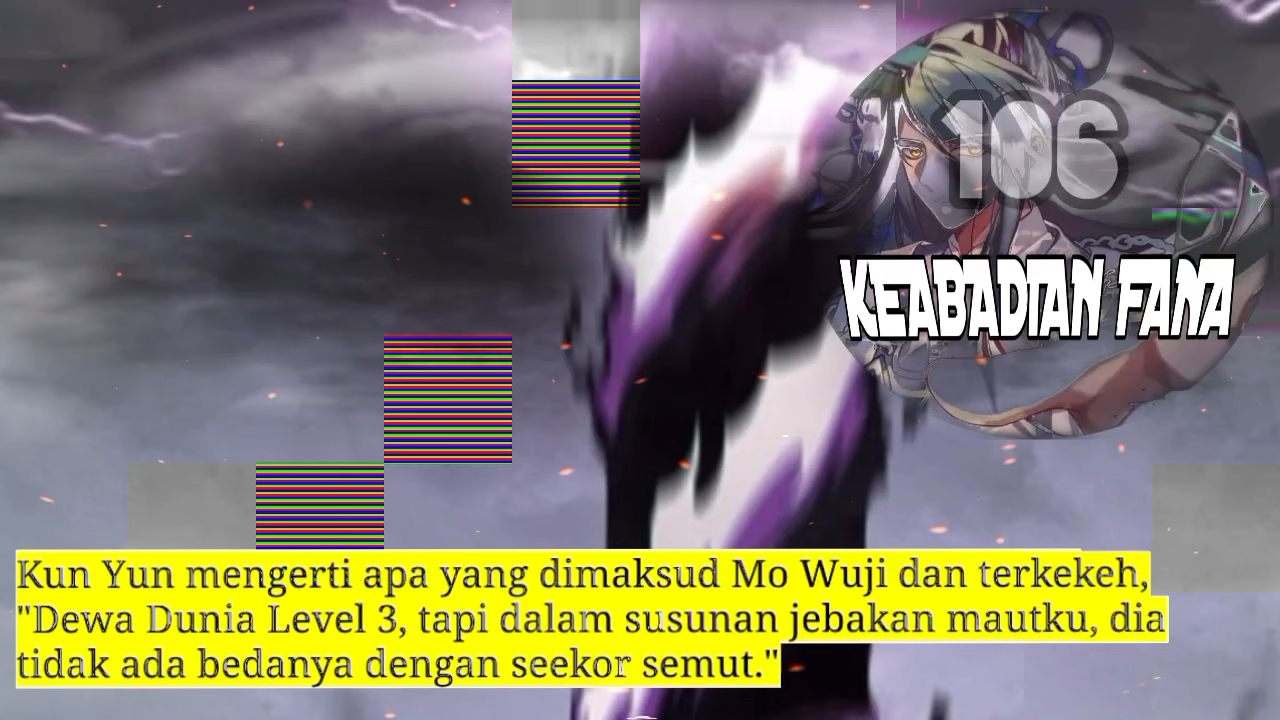 106
KEABADIAN FANA
Kun Yun mengerti apa yang dimaksud Mo Wuji dan terkekeh,
"Dewa Dunia Level 3, tapi dalam susunan jebakan mautku, dia
tidak ada bedanya dengan seekor semut."